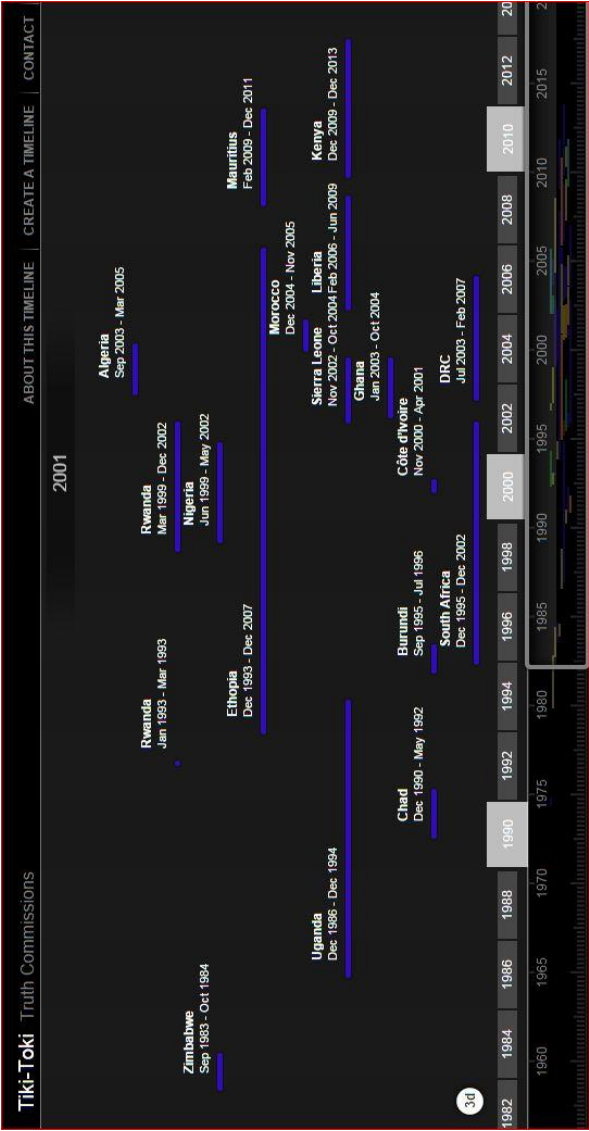 Tiki-Toki Truth Commissions
ABOUT THIS TIMELINE | CREATE A TIMELINE | CONTACT
2001
Algeria
Sep 2003 - Mar 2005
Rwanda
Jan 1993 - Mar 1993
Rwanda
Mar 1999 - Dec 2002
Zimbabwe
Sep 1983 - Oct 1984
Nigeria
Jun 1999 - May 2002
Ethopia
Dec 1993 - Dec 2007
Mauritius
Feb 2009 - Dec 2011
Morocco
Dec 2004 - Nov 2005
Uganda
Dec 1986 - Dec 1994
Sierra Leone
Nov 2002 - Oct 2004
Liberia
Feb 2006 - Jun 2009
Kenya
Dec 2009 - Dec 2013
Ghana
Jan 2003 - Oct 2004
Chad
Dec 1990 - May 1992
Burundi
Sep 1995 - Jul 1996
Côte d'Ivoire
Nov 2000 - Apr 2001
South Africa
Dec 1995 - Dec 2002
DRC
Jul 2003 - Feb 2007
3d
1982 1984 1986 1988 1990 1992 1994 1996 1998 2000 2002 2004 2006 2008 2010 2012 20
1960 1965 1970 1975 1980 1985 1990 1995 2000 2005 2010 2015